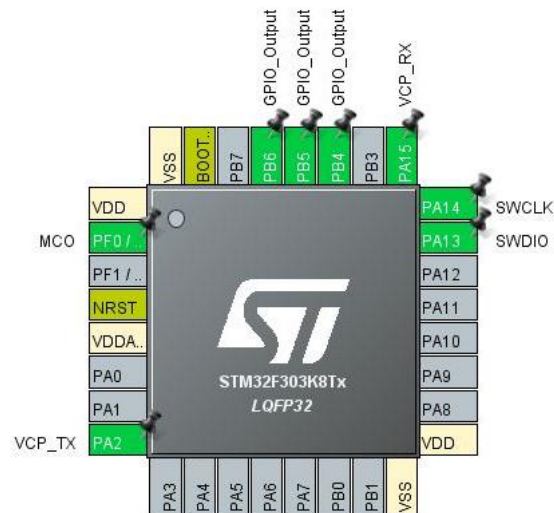 GPIO_Output
GPIO_Output
GPIO_Output
VCP_RX
VSS
BOOT..
PB7
PB6
PB5
PB4
PB3
PA15
VDD
PA14
SWCLK
MCO
PF0 / ..
PA13
SWDIO
PF1 / ..
PA12
NRST
PA11
VDDA..
PA10
PA0
PA9
PA1
PA8
VCP_TX
PA2
VDD
ST
STM32F303K8Tx
LQFP32
PA3
PA4
PA5
PA6
PA7
PB0
PB1
VSS